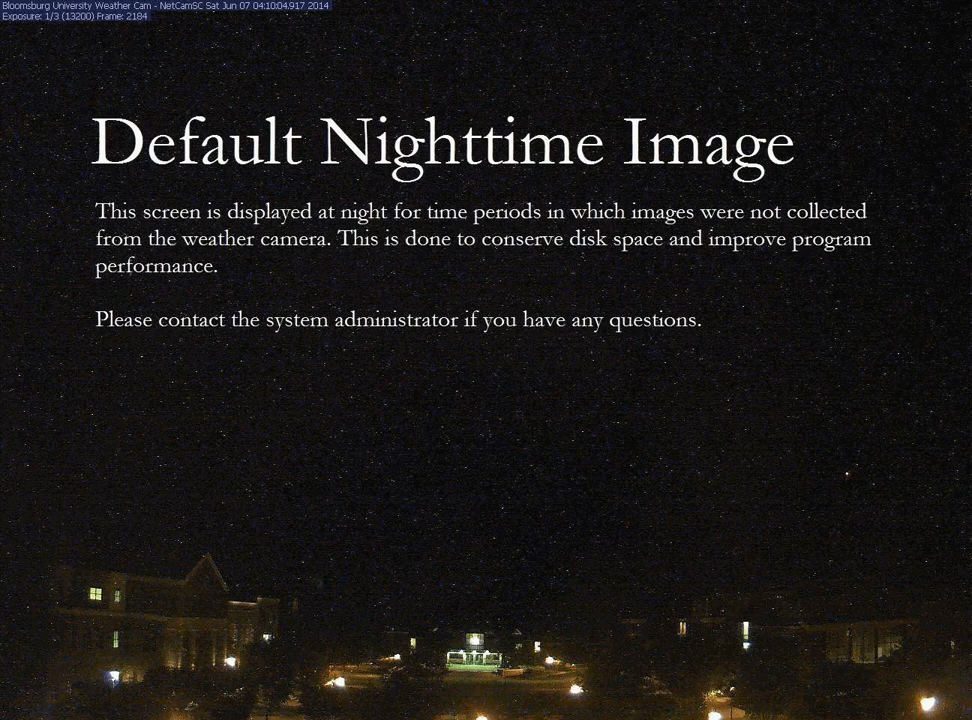 Bloomsburg University Weather Cam - NetCamSC Sat Jun 07 04:10:04.917 2014
Exposure: 1/3 (13200) Frame: 2184
Default Nighttime Image
This screen is displayed at night for time periods in which images were not collected
from the weather camera. This is done to conserve disk space and improve program
performance.
Please contact the system administrator if you have any questions.